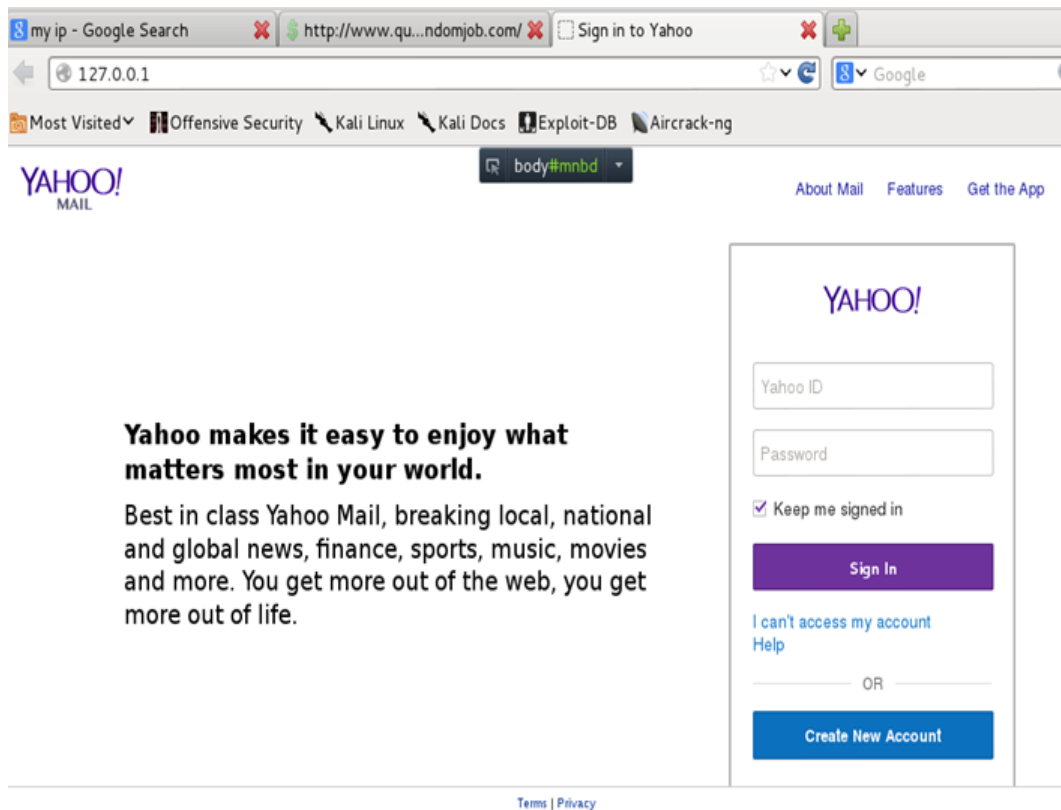 my ip - Google Search
http://www.qu...ndomjob.com/
Sign in to Yahoo
127.0.0.1
Google
Most Visited
Offensive Security
Kali Linux
Kali Docs
Exploit-DB
Aircrack-ng
body#mnbd
YAHOO!
MAIL
About Mail
Features
Get the App
YAHOO!
Yahoo ID
Password
Keep me signed in
Sign In
I can't access my account
Help
OR
Create New Account
Yahoo makes it easy to enjoy what
matters most in your world.
Best in class Yahoo Mail, breaking local, national
and global news, finance, sports, music, movies
and more. You get more out of the web, you get
more out of life.
Terms | Privacy